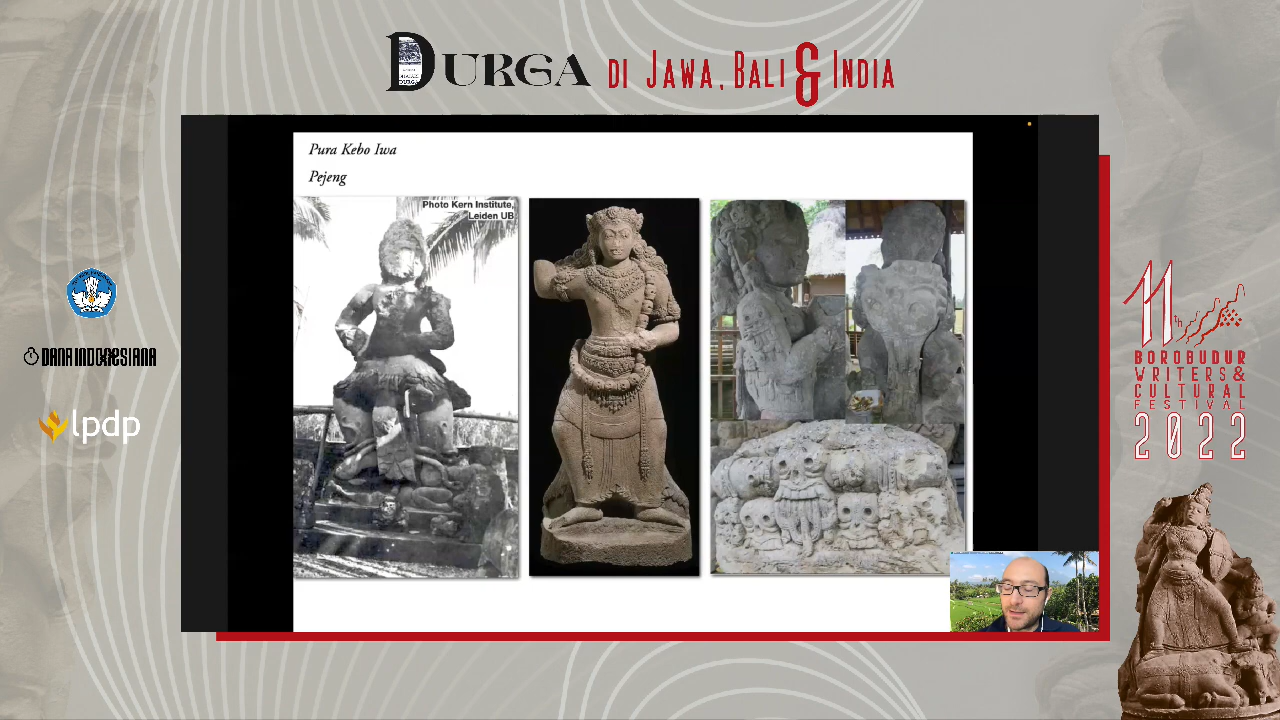 DURGA DI JAWA, BALI & INDIA
Pura Kebo Iwa
Pejeng
Photo Kern Institute,
Leiden UB
DANA INDONESIANA
lpdp
11th
BOROBUDUR
WRITERS &
CULTURAL
FESTIVAL
2022